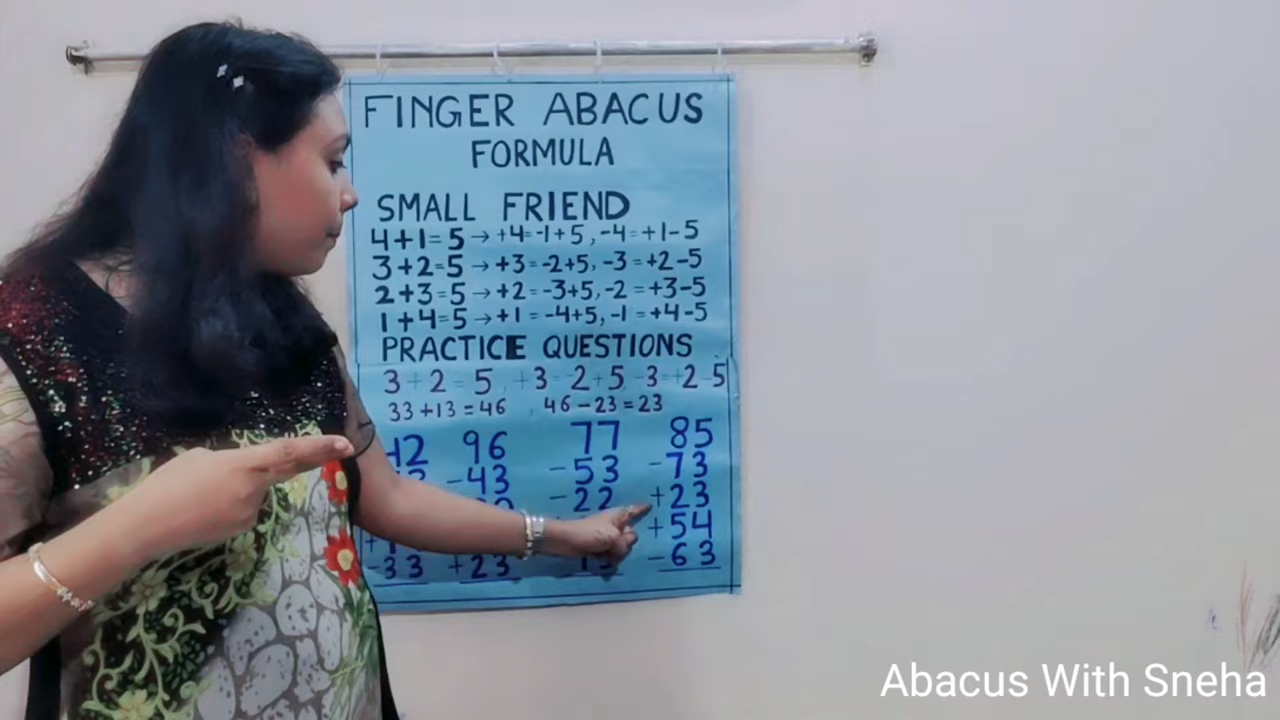 FINGER ABACUS
FORMULA
SMALL FRIEND
4+1=5→+4=-1+5,-4=+1-5
3+2=5→+3=-2+5,-3=+2-5
2+3=5→+2=-3+5,-2=+3-5
1+4=5→+1=-4+5,-1=+4-5
PRACTICE QUESTIONS
3+2=5,+3=-2+5,-3=+2-5
33+13=46, 46-23=23
96 77 85
-43 -53 -73
-22 +23
+54
-33 +23 -63
Abacus With Sneha